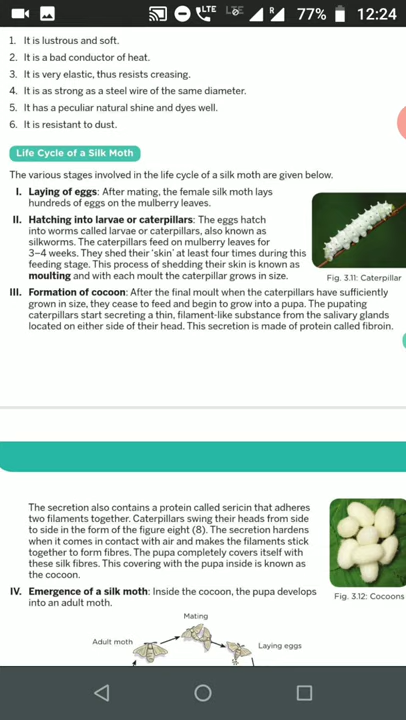 LTE LTE R 77% 12:24
1. It is lustrous and soft.
2. It is a bad conductor of heat.
3. It is very elastic, thus resists creasing.
4. It is as strong as a steel wire of the same diameter.
5. It has a peculiar natural shine and dyes well.
6. It is resistant to dust.
Life Cycle of a Silk Moth
The various stages involved in the life cycle of a silk moth are given below.
I. Laying of eggs: After mating, the female silk moth lays
hundreds of eggs on the mulberry leaves.
II. Hatching into larvae or caterpillars: The eggs hatch
into worms called larvae or caterpillars, also known as
silkworms. The caterpillars feed on mulberry leaves for
3–4 weeks. They shed their ‘skin’ at least four times during this
feeding stage. This process of shedding their skin is known as
moulting and with each moult the caterpillar grows in size.
Fig. 3.11: Caterpillar
III. Formation of cocoon: After the final moult when the caterpillars have sufficiently
grown in size, they cease to feed and begin to grow into a pupa. The pupating
caterpillars start secreting a thin, filament-like substance from the salivary glands
located on either side of their head. This secretion is made of protein called fibroin.
The secretion also contains a protein called sericin that adheres
two filaments together. Caterpillars swing their heads from side
to side in the form of the figure eight (8). The secretion hardens
when it comes in contact with air and makes the filaments stick
together to form fibres. The pupa completely covers itself with
these silk fibres. This covering with the pupa inside is known as
the cocoon.
Fig. 3.12: Cocoons
IV. Emergence of a silk moth: Inside the cocoon, the pupa develops
into an adult moth.
Mating
Adult moth
Laying eggs